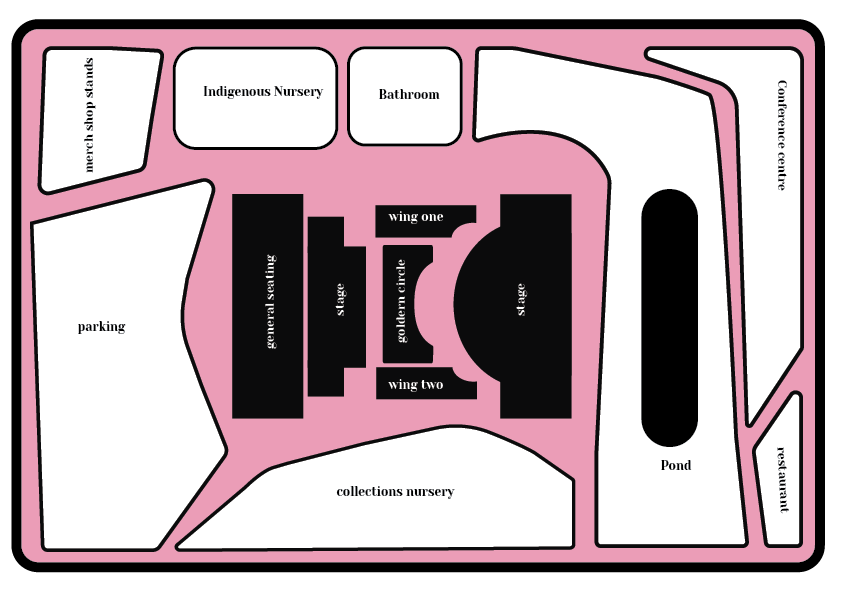 merch shop stands
Indigenous Nursery
Bathroom
Conference centre
wing one
general seating
stage
goldern circle
stage
parking
wing two
Pond
restaurant
collections nursery